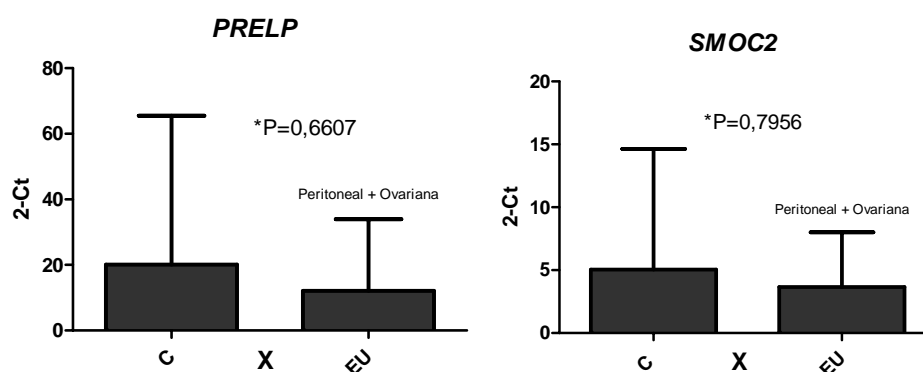 PRELP
80
60
40
20
0
2-Ct
*P=0,6607
Peritoneal + Ovariana
C
X
EU
SMOC2
20
15
10
5
0
2-Ct
*P=0,7956
Peritoneal + Ovariana
C
X
EU